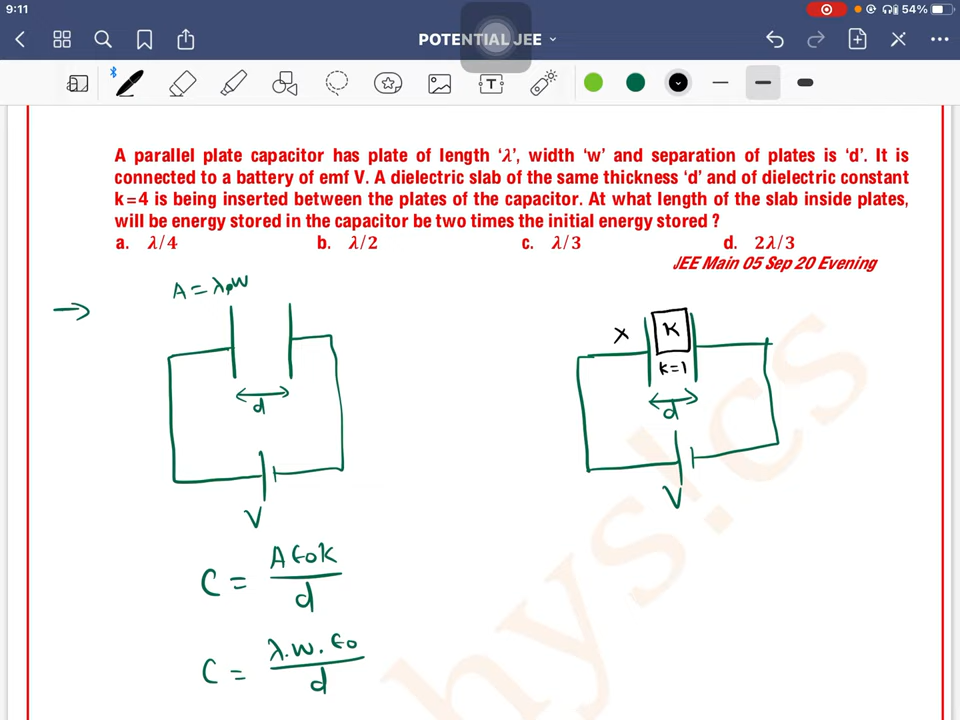 9:11
54%
POTENTIAL JEE
A parallel plate capacitor has plate of length ‘λ’, width ‘w’ and separation of plates is ‘d’. It is
connected to a battery of emf V. A dielectric slab of the same thickness ‘d’ and of dielectric constant
k=4 is being inserted between the plates of the capacitor. At what length of the slab inside plates,
will be energy stored in the capacitor be two times the initial energy stored ?
a. λ/4 b. λ/2 c. λ/3 d. 2λ/3
JEE Main 05 Sep 20 Evening
A = λ.w
d
V
x K
k=1
d
V
C = A ε0 k / d
C = λ.w.ε0 / d
hys!cs